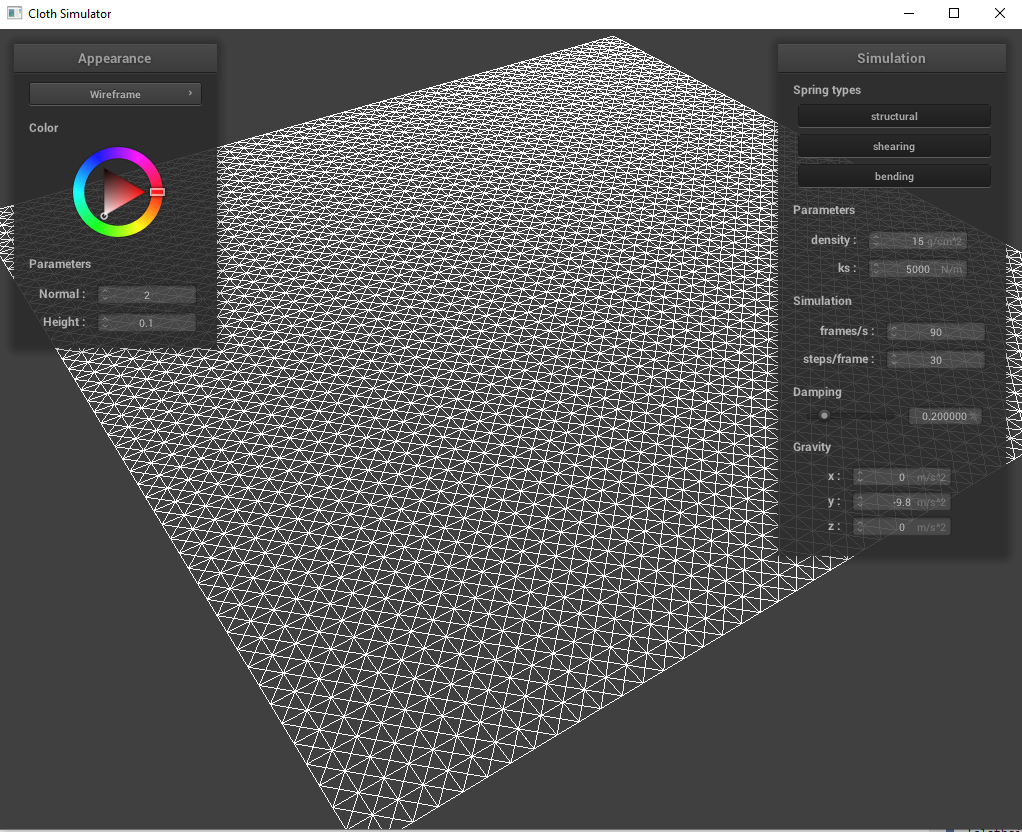 Cloth Simulator
Appearance
Wireframe
Color
Parameters
Normal : 2
Height : 0.1
Simulation
Spring types
structural
shearing
bending
Parameters
density : 15 g/cm^2
ks : 5000 N/m
Simulation
frames/s : 90
steps/frame : 30
Damping
0.200000 %
Gravity
x : 0 m/s^2
y : -9.8 m/s^2
z : 0 m/s^2